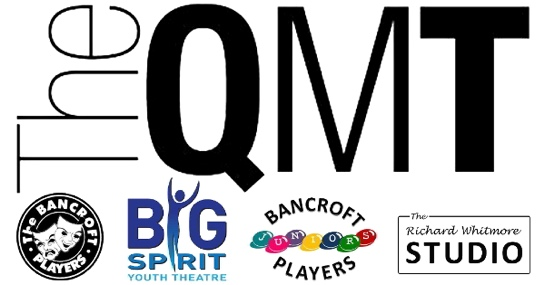 The QMT
The BANCROFT
• PLAYERS •
BIG
SPIRIT
YOUTH THEATRE
BANCROFT
JUNIORS
PLAYERS
The
Richard Whitmore
STUDIO